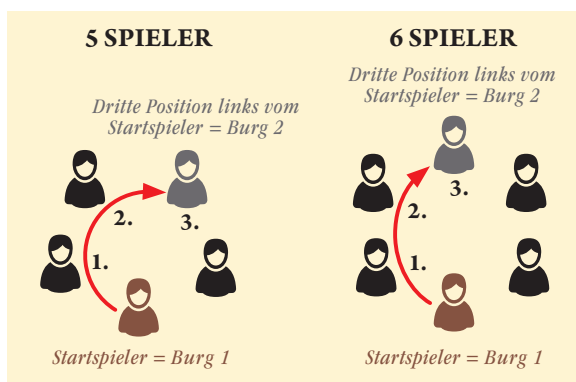 5 SPIELER
Dritte Position links vom
Startspieler = Burg 2
2.
3.
1.
Startspieler = Burg 1
6 SPIELER
Dritte Position links vom
Startspieler = Burg 2
3.
2.
1.
Startspieler = Burg 1